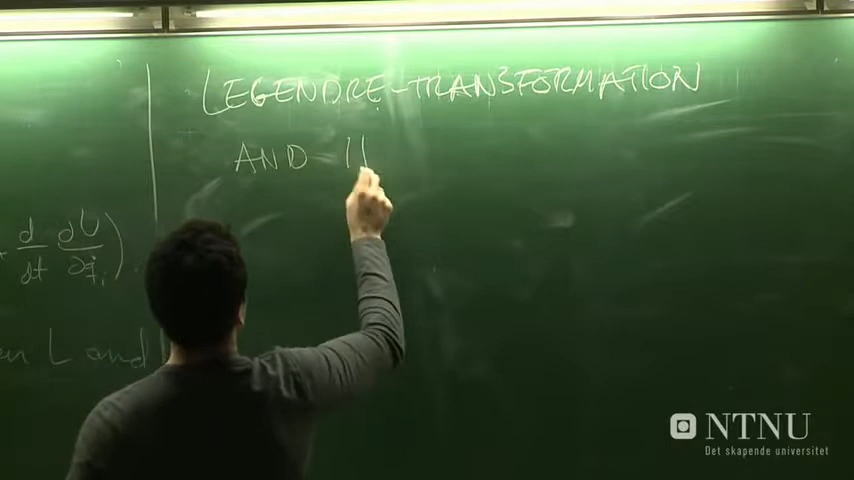 LEGENDRE-TRANSFORMATION
AND
d/dt ∂U/∂q̇ᵢ )
L and
NTNU
Det skapende universitet